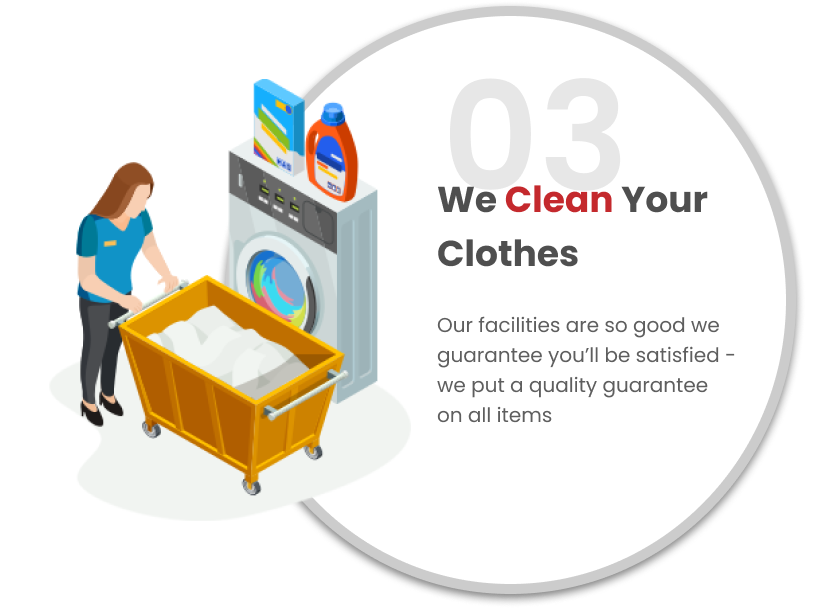 03
We Clean Your
Clothes
Our facilities are so good we
guarantee you’ll be satisfied -
we put a quality guarantee
on all items